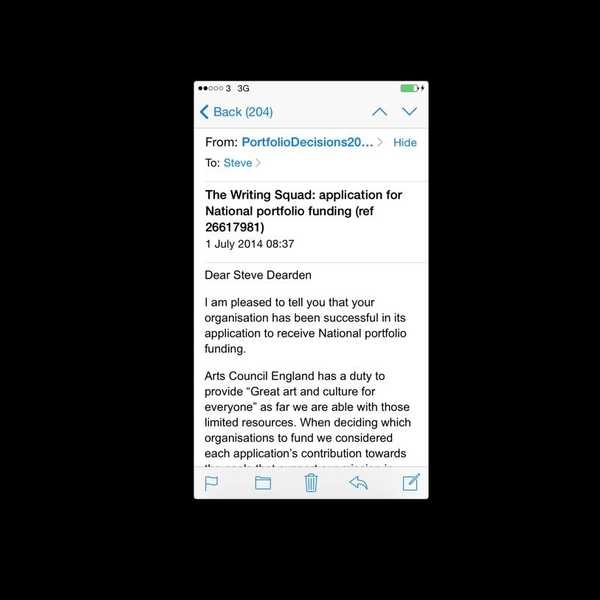 3 3G
Back (204)
From: PortfolioDecisions20... Hide
To: Steve
The Writing Squad: application for
National portfolio funding (ref
26617981)
1 July 2014 08:37
Dear Steve Dearden
I am pleased to tell you that your
organisation has been successful in its
application to receive National portfolio
funding.
Arts Council England has a duty to
provide “Great art and culture for
everyone” as far we are able with those
limited resources. When deciding which
organisations to fund we considered
each application’s contribution towards